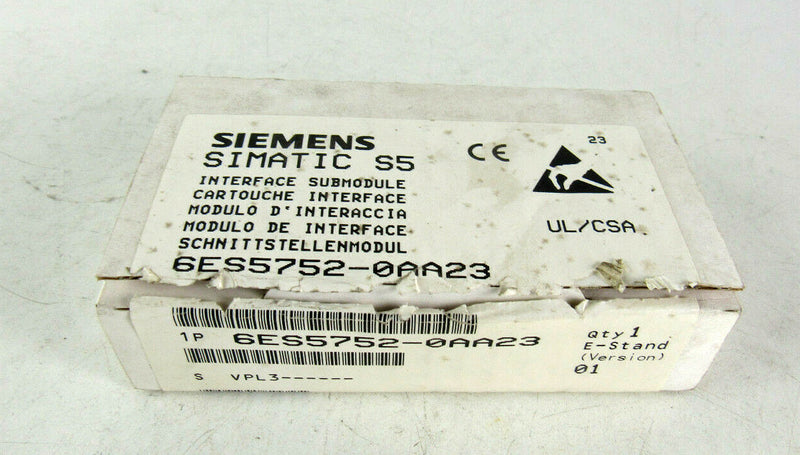 SIEMENS
SIMATIC S5
CE
23
INTERFACE SUBMODULE
CARTOUCHE INTERFACE
MODULO D'INTERACCIA
MODULO DE INTERFACE
SCHNITTSTELLENMODUL
UL/CSA
6ES5752-0AA23
1P 6ES5752-0AA23
Qty 1
E-Stand
(Version)
01
S VPL3------